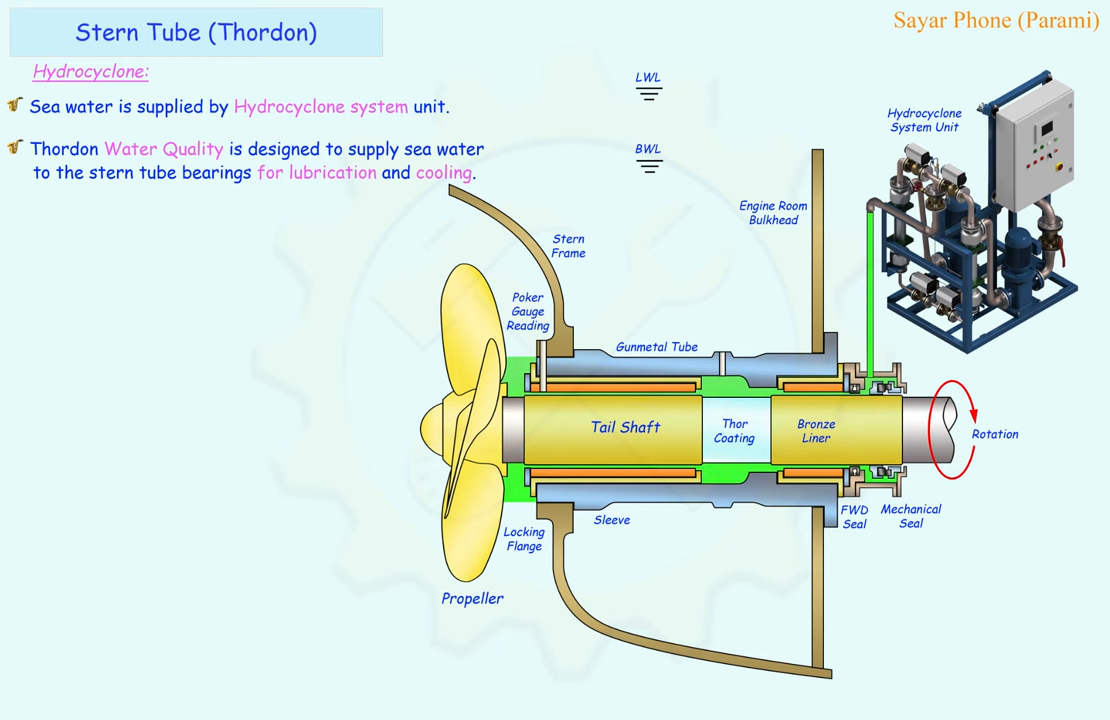 Stern Tube (Thordon)
Sayar Phone (Parami)
Hydrocyclone:
Sea water is supplied by Hydrocyclone system unit.
Thordon Water Quality is designed to supply sea water
to the stern tube bearings for lubrication and cooling.
LWL
BWL
Hydrocyclone
System Unit
Engine Room
Bulkhead
Stern
Frame
Poker
Gauge
Reading
Gunmetal Tube
Tail Shaft
Thor
Coating
Bronze
Liner
Rotation
Sleeve
Locking
Flange
FWD
Seal
Mechanical
Seal
Propeller